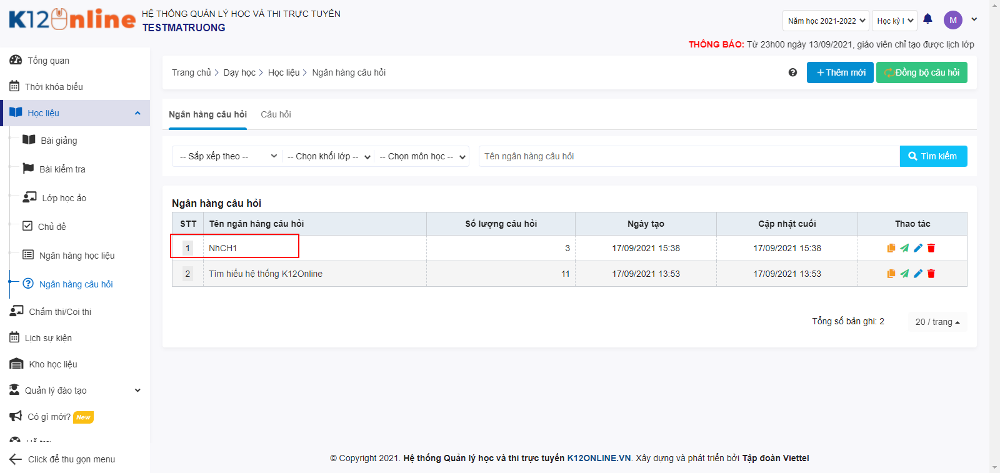 K12Online
HỆ THỐNG QUẢN LÝ HỌC VÀ THI TRỰC TUYẾN
TESTMATRUONG
Năm học 2021-2022
Học kỳ I
M
THÔNG BÁO: Từ 23h00 ngày 13/09/2021, giáo viên chỉ tạo được lịch lớp
Tổng quan
Thời khóa biểu
Học liệu
Bài giảng
Bài kiểm tra
Lớp học ảo
Chủ đề
Ngân hàng học liệu
Ngân hàng câu hỏi
Chấm thi/Coi thi
Lịch sự kiện
Kho học liệu
Quản lý đào tạo
Có gì mới? New
Click để thu gọn menu
Trang chủ > Dạy học > Học liệu > Ngân hàng câu hỏi
+ Thêm mới
Đồng bộ câu hỏi
Ngân hàng câu hỏi
Câu hỏi
-- Sắp xếp theo --
-- Chọn khối lớp --
-- Chọn môn học --
Tên ngân hàng câu hỏi
Tìm kiếm
Ngân hàng câu hỏi
STT Tên ngân hàng câu hỏi Số lượng câu hỏi Ngày tạo Cập nhật cuối Thao tác
1 NhCH1 3 17/09/2021 15:38 17/09/2021 15:38
2 Tìm hiểu hệ thống K12Online 11 17/09/2021 13:53 17/09/2021 13:53
Tổng số bản ghi: 2
20 / trang
© Copyright 2021. Hệ thống Quản lý học và thi trực tuyến K12ONLINE.VN. Xây dựng và phát triển bởi Tập đoàn Viettel